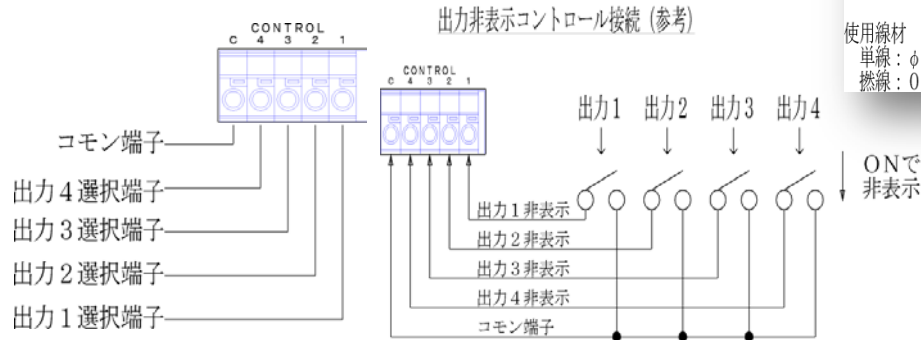 出力非表示コントロール接続（参考）
CONTROL
C 4 3 2 1
コモン端子
出力４選択端子
出力３選択端子
出力２選択端子
出力１選択端子
CONTROL
C 4 3 2 1
出力1 出力2 出力3 出力4
ONで
非表示
出力１非表示
出力２非表示
出力３非表示
出力４非表示
コモン端子
使用線材
単線：φ
撚線：0